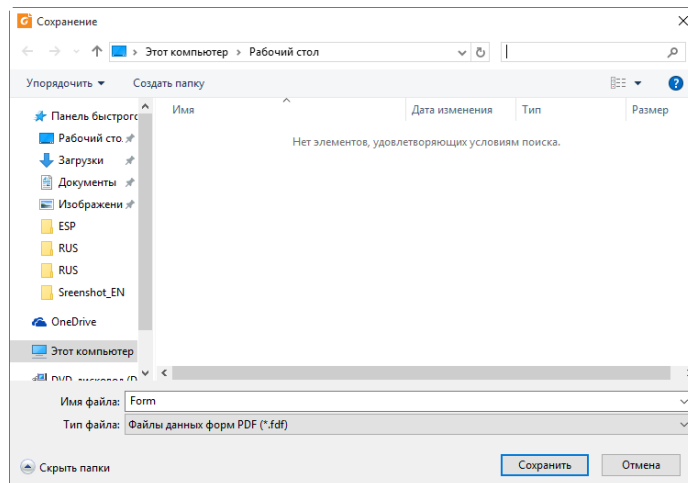 Сохранение
Этот компьютер › Рабочий стол
Упорядочить Создать папку
Имя Дата изменения Тип Размер
Нет элементов, удовлетворяющих условиям поиска.
Панель быстрого
Рабочий сто
Загрузки
Документы
Изображени
ESP
RUS
RUS
Sreenshot_EN
OneDrive
Этот компьютер
DVD-дисковод (D
Имя файла: Form
Тип файла: Файлы данных форм PDF (*.fdf)
Скрыть папки Сохранить Отмена